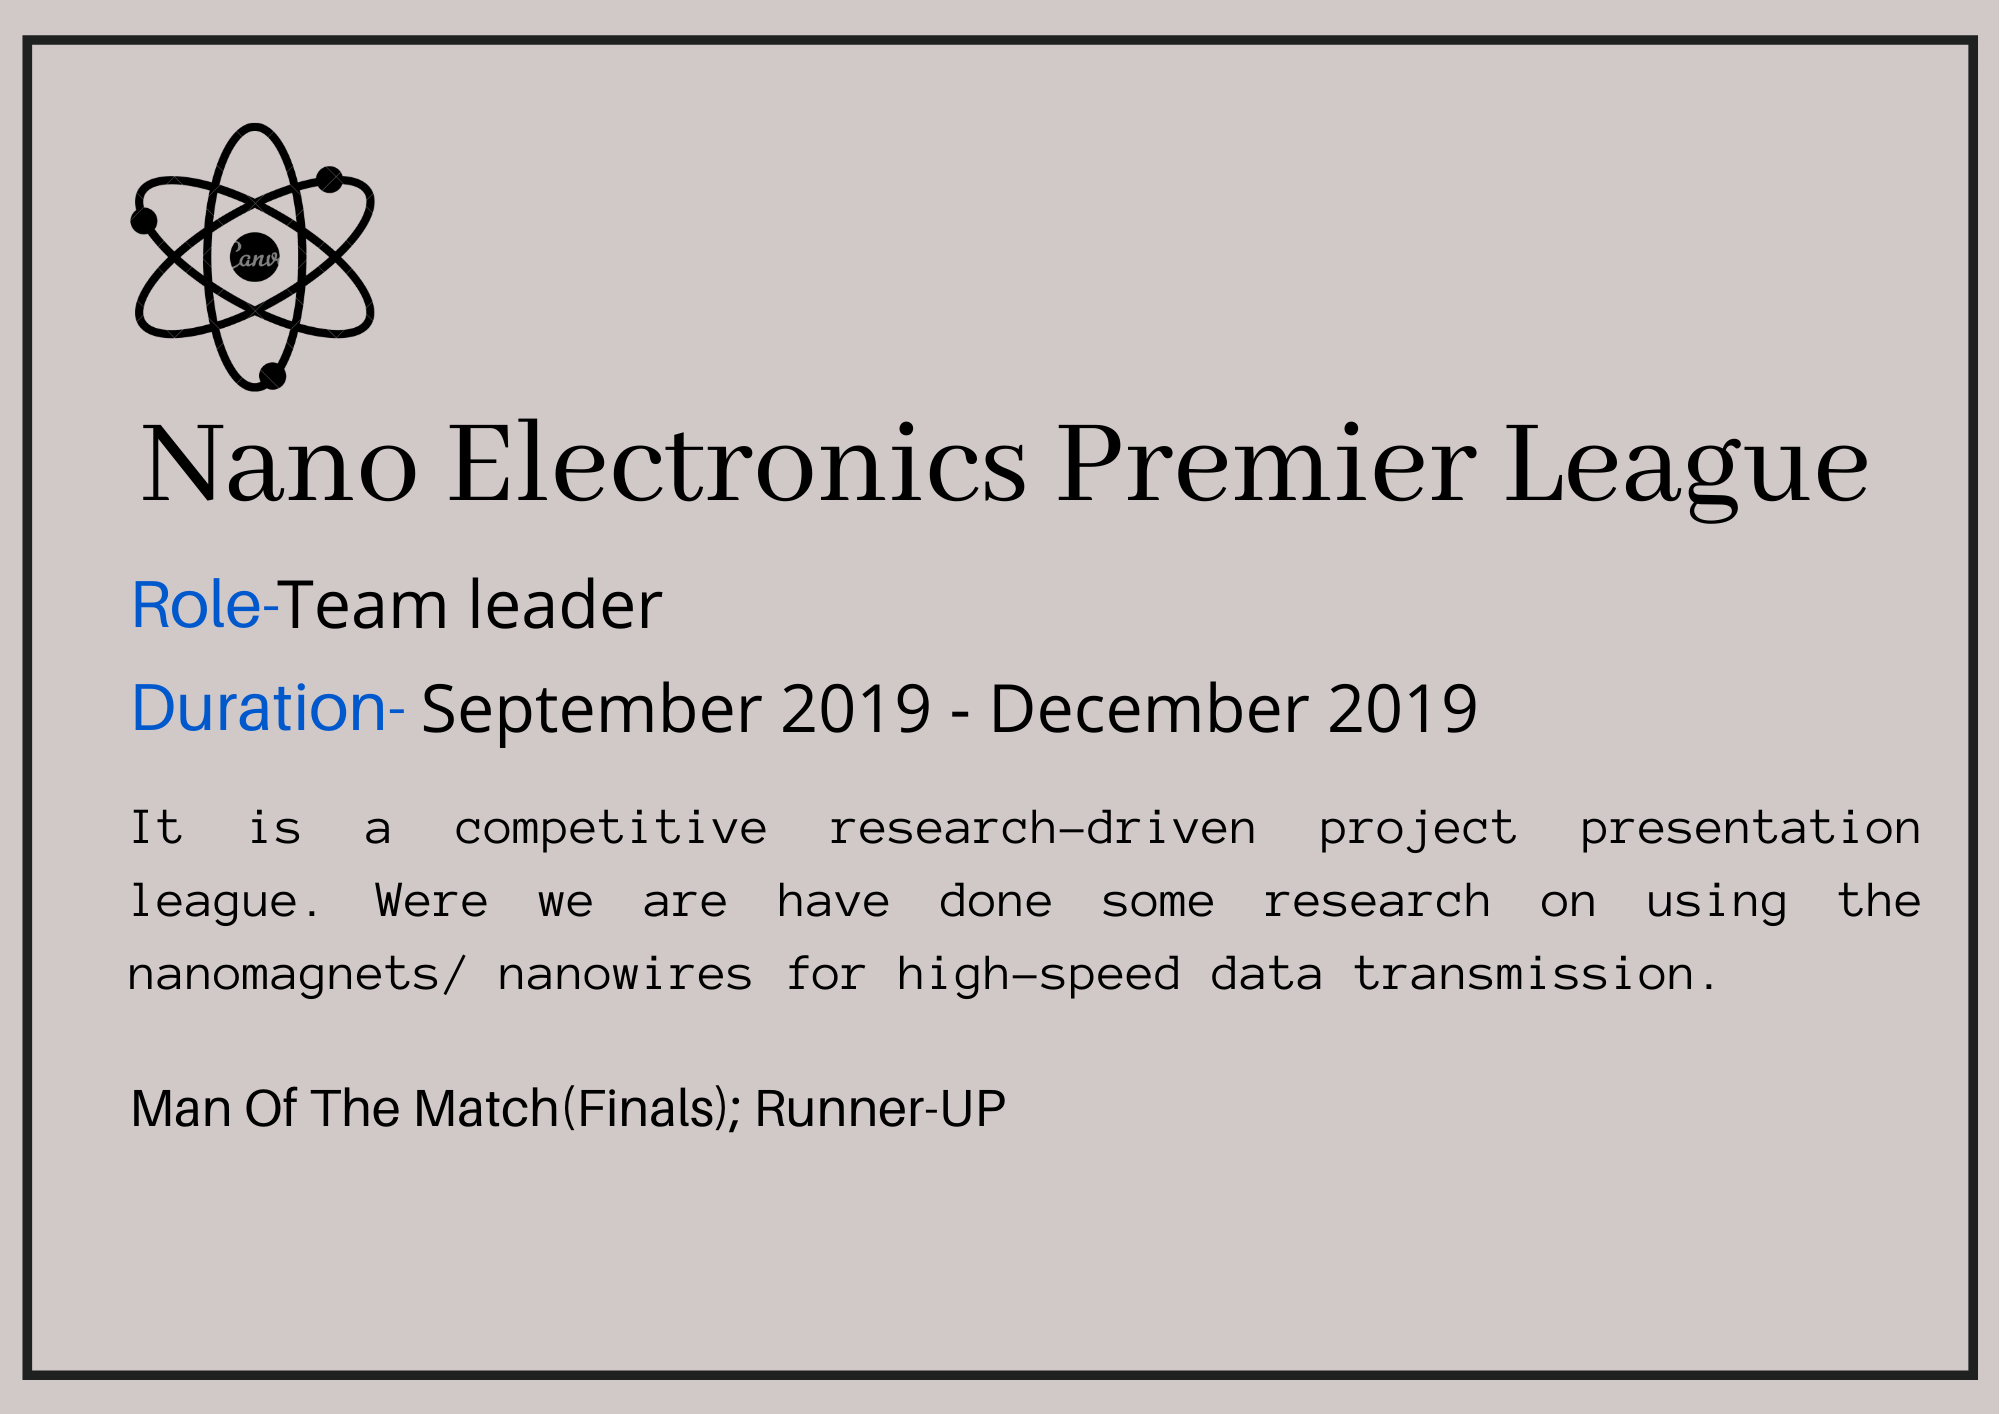 Canv
Nano Electronics Premier League
Role-Team leader
Duration- September 2019 - December 2019
It is a competitive research-driven project presentation
league. Were we are have done some research on using the
nanomagnets/ nanowires for high-speed data transmission.
Man Of The Match(Finals); Runner-UP